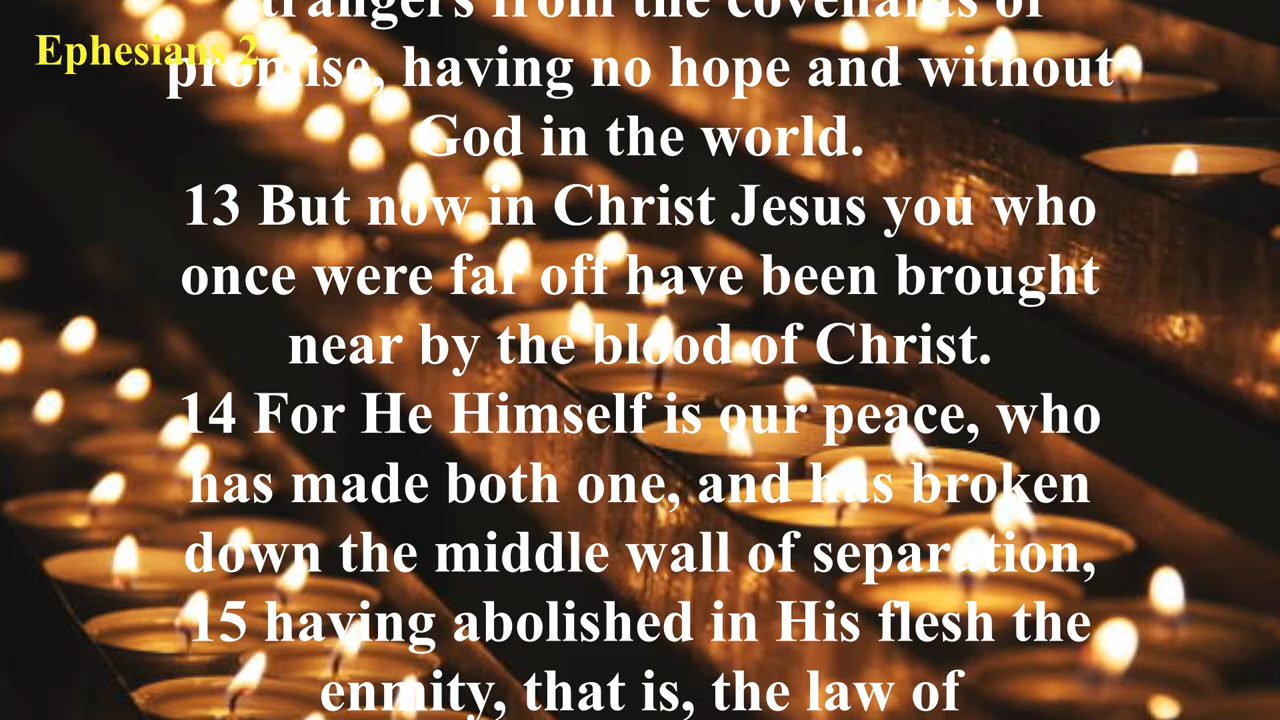 Ephesians 2
strangers from the covenants of
promise, having no hope and without
God in the world.
13 But now in Christ Jesus you who
once were far off have been brought
near by the blood of Christ.
14 For He Himself is our peace, who
has made both one, and has broken
down the middle wall of separation,
15 having abolished in His flesh the
enmity, that is, the law of